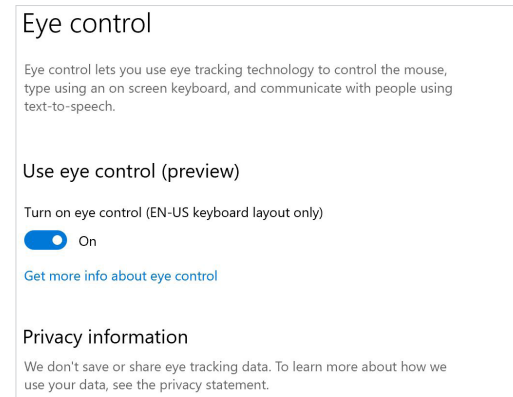 Eye control
Eye control lets you use eye tracking technology to control the mouse,
type using an on screen keyboard, and communicate with people using
text-to-speech.
Use eye control (preview)
Turn on eye control (EN-US keyboard layout only)
On
Get more info about eye control
Privacy information
We don't save or share eye tracking data. To learn more about how we
use your data, see the privacy statement.